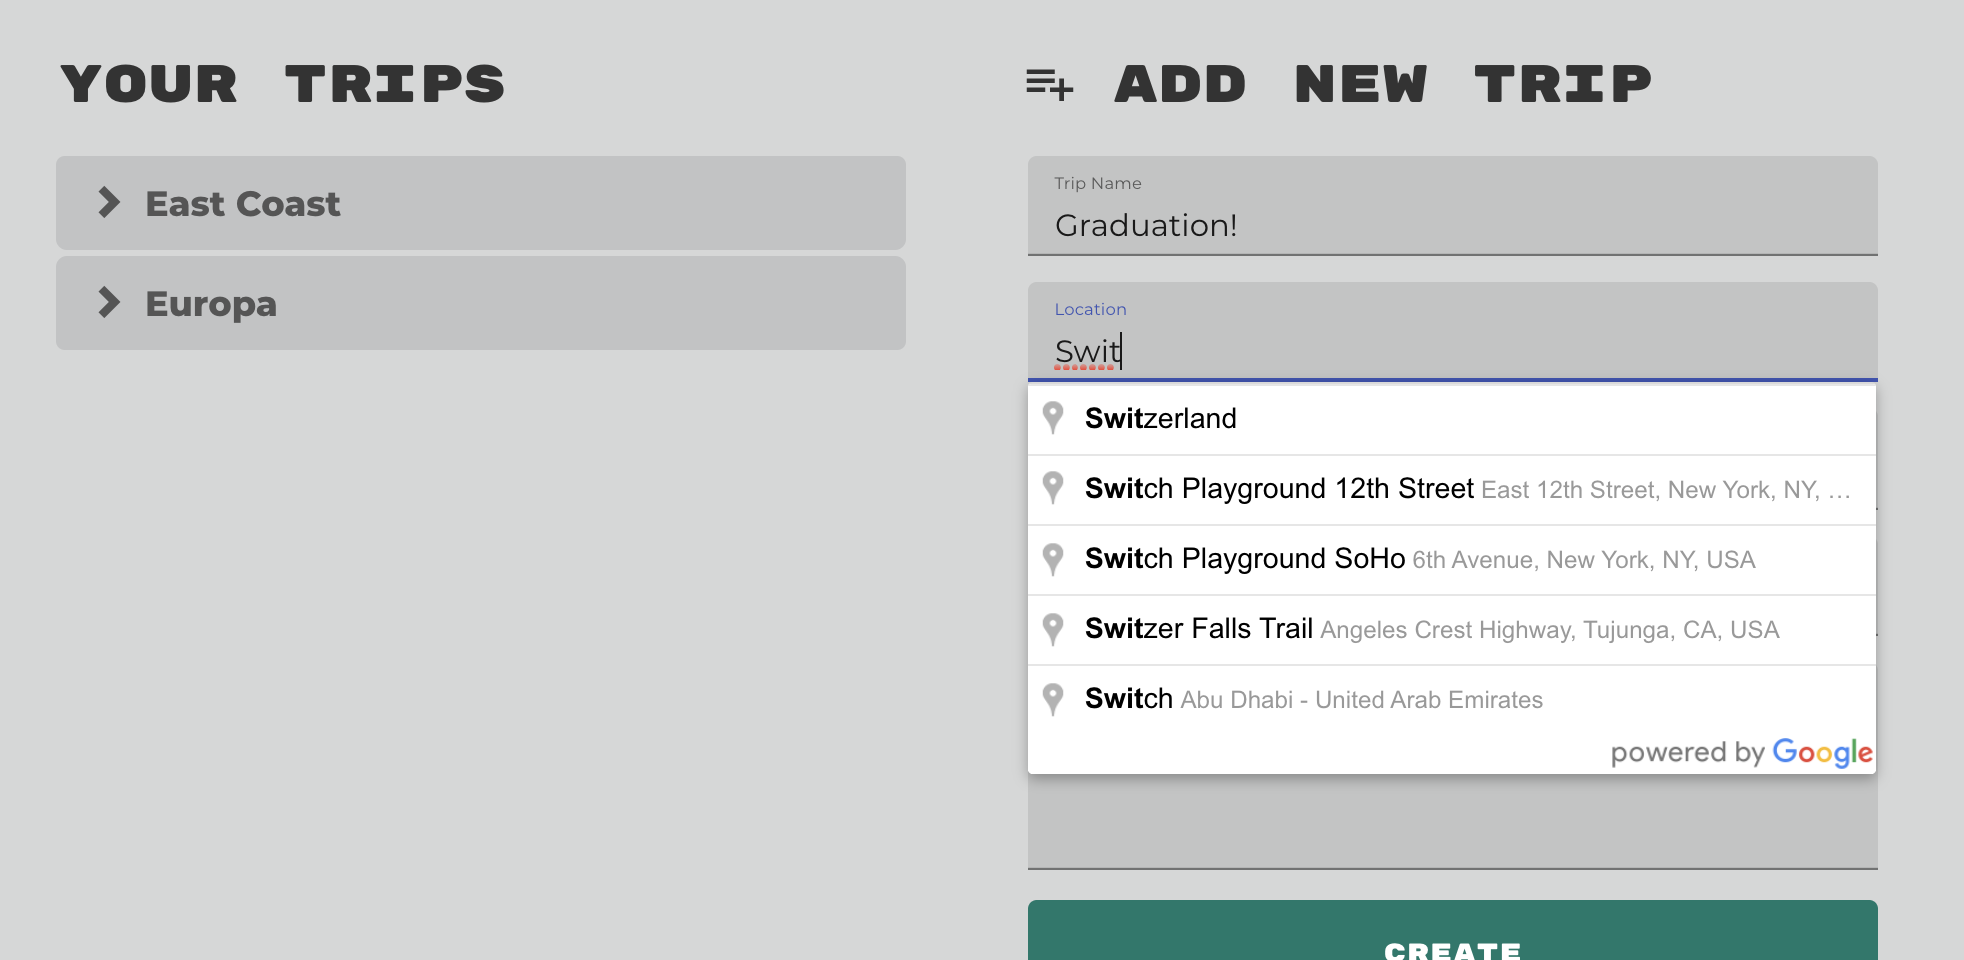 YOUR TRIPS
East Coast
Europa
ADD NEW TRIP
Trip Name
Graduation!
Location
Swit
Switzerland
Switch Playground 12th Street East 12th Street, New York, NY, ...
Switch Playground SoHo 6th Avenue, New York, NY, USA
Switzer Falls Trail Angeles Crest Highway, Tujunga, CA, USA
Switch Abu Dhabi - United Arab Emirates
powered by Google
CREATE